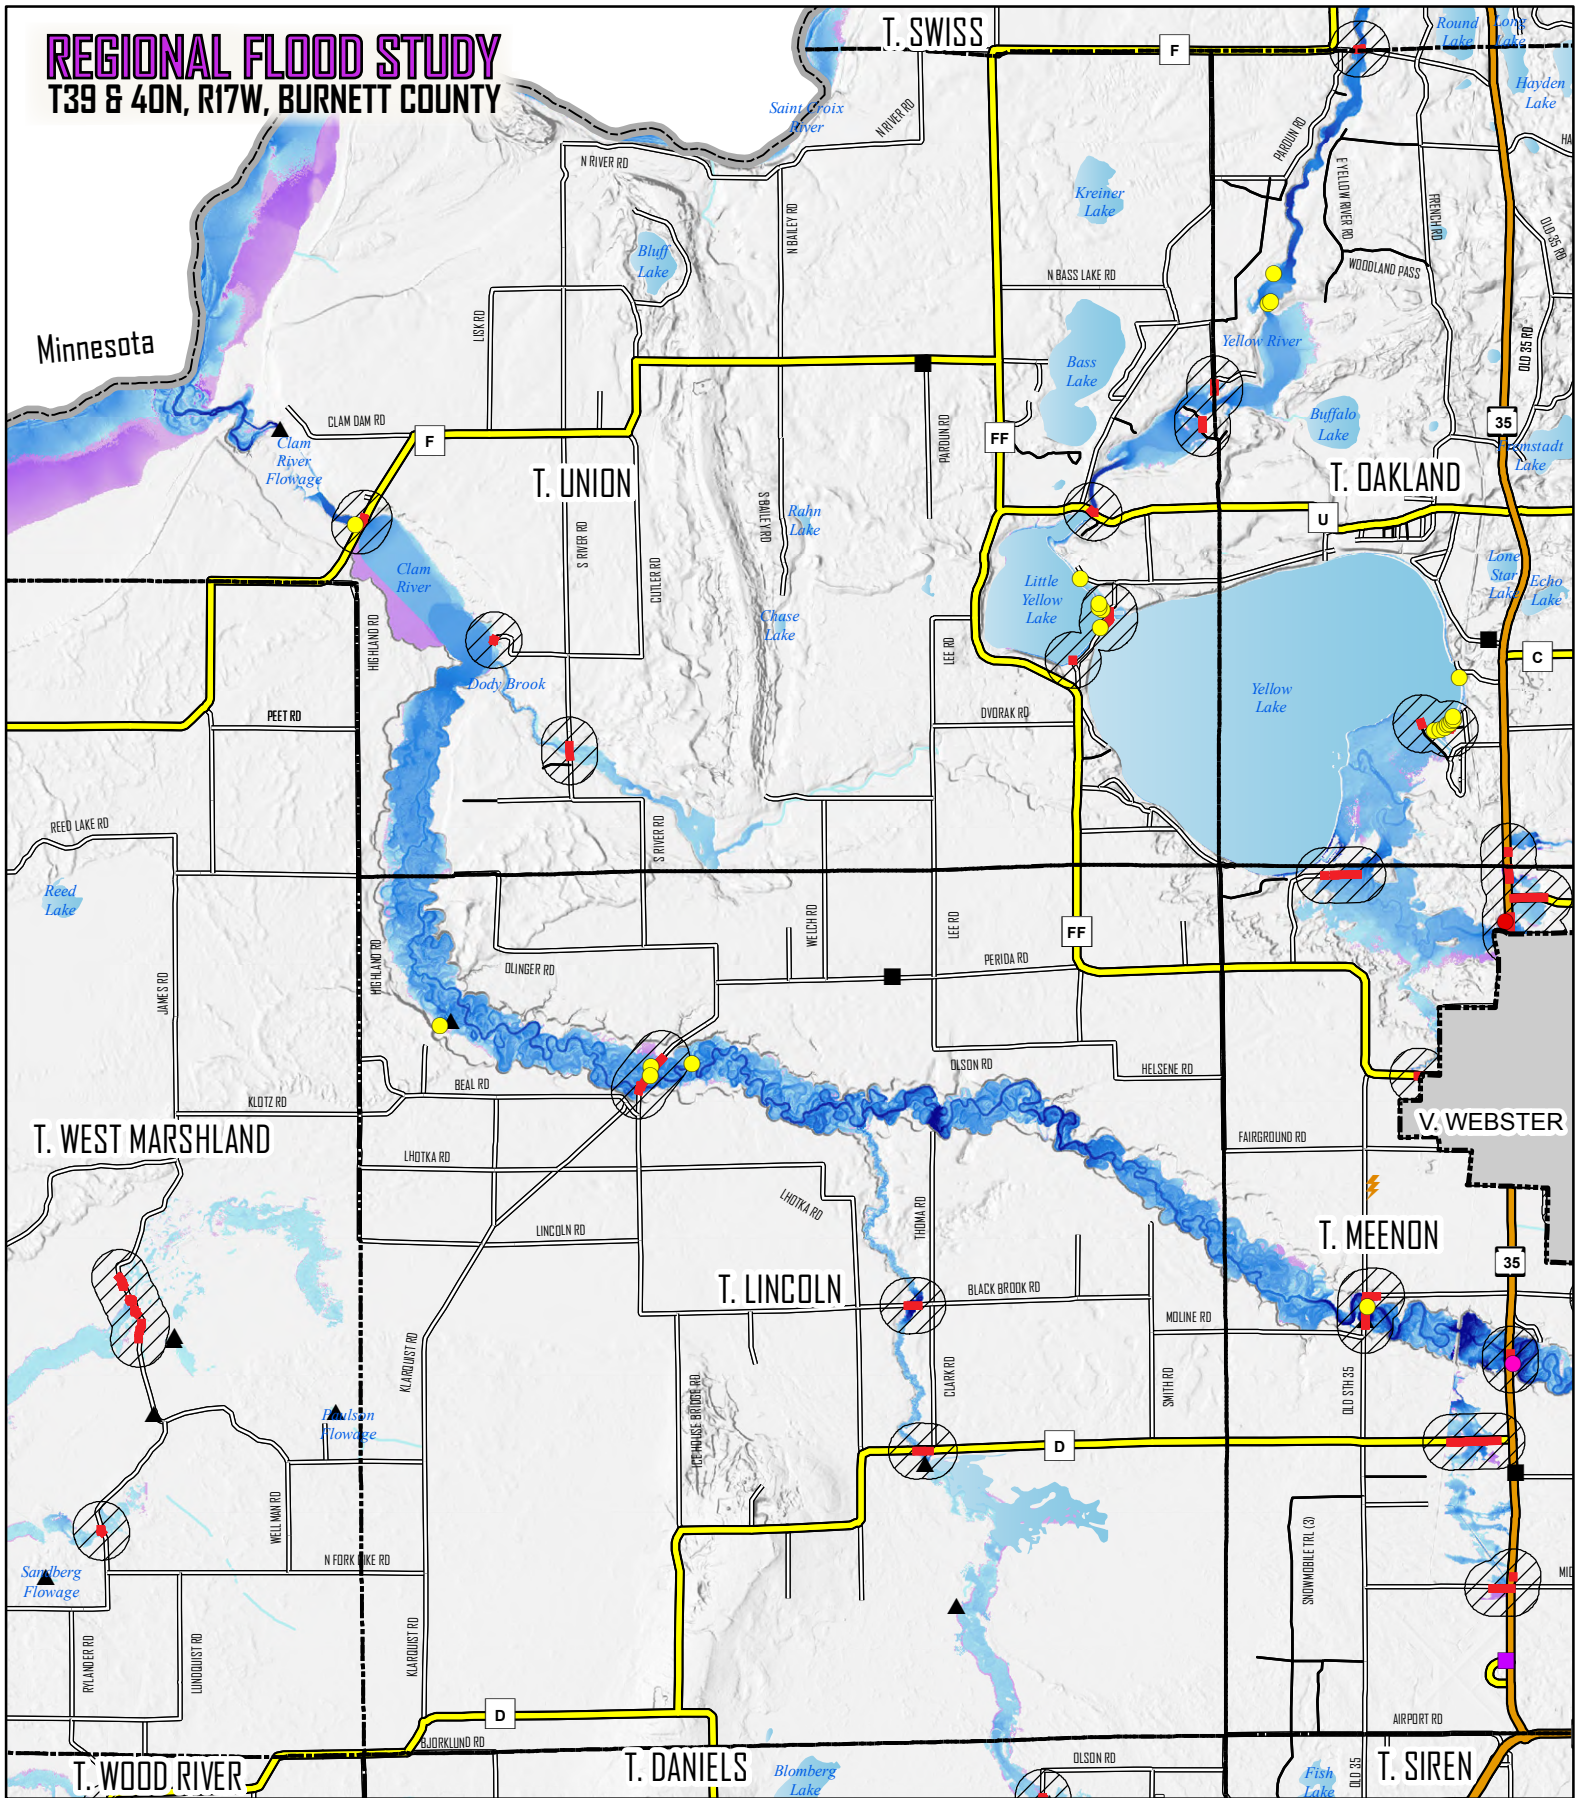 REGIONAL FLOOD STUDY
T39 & 40N, R17W, BURNETT COUNTY
T. SWISS
F
Round
Lake
Long
Lake
Hayden
Lake
Saint Croix
River
N RIVER RD
N RIVER RD
PARDUN RD
E YELLOW RIVER RD
FRENCH RD
OLD 35 RD
Kreiner
Lake
N BAILEY RD
Bluff
Lake
WOODLAND PASS
N BASS LAKE RD
LISK RD
Minnesota
Yellow River
OLD 35 RD
Bass
Lake
Buffalo
Lake
CLAM DAM RD
F
Clam
River
Flowage
FF
PARDUN RD
35
Lake
T. UNION
T. OAKLAND
Rahn
Lake
S BAILEY RD
S RIVER RD
CUTLER RD
U
Clam
River
Little
Yellow
Lake
Lone
Star
Lake
Echo
Lake
Chase
Lake
HIGHLAND RD
LEE RD
C
Dody Brook
Yellow
Lake
PEET RD
DVORAK RD
REED LAKE RD
S RIVER RD
Reed
Lake
WELCH RD
LEE RD
FF
HIGHLAND RD
OLINGER RD
PERIDA RD
JAMES RD
OLSON RD
HELSENE RD
BEAL RD
KLOTZ RD
V. WEBSTER
T. WEST MARSHLAND
FAIRGROUND RD
LHOTKA RD
LHOTKA RD
THOMA RD
LINCOLN RD
T. MEENON
35
T. LINCOLN
BLACK BROOK RD
MOLINE RD
KLARQUIST RD
CLARK RD
SMITH RD
OLD STH 35
ICE HOUSE BRIDGE RD
Poulson
Flowage
D
WELLMAN RD
SNOWMOBILE TRL (3)
N FORK DIKE RD
Sandberg
Flowage
MID
RYLANDER RD
LUNDQUIST RD
KLARQUIST RD
D
AIRPORT RD
BJORKLUND RD
T. WOOD RIVER
T. DANIELS
Blomberg
Lake
OLSON RD
Fish
Lake
OLD 35
T. SIREN